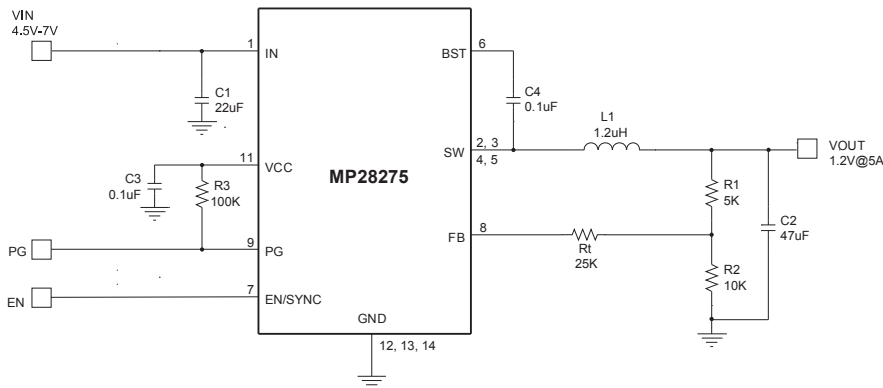 VIN
4.5V-7V
1
IN
C1
22uF
BST
6
C4
0.1uF
L1
1.2uH
SW
2, 3
4, 5
VOUT
1.2V@5A
11
VCC
MP28275
C3
0.1uF
R3
100K
R1
5K
C2
47uF
PG
9
PG
FB
8
Rt
25K
R2
10K
EN
7
EN/SYNC
GND
12, 13, 14